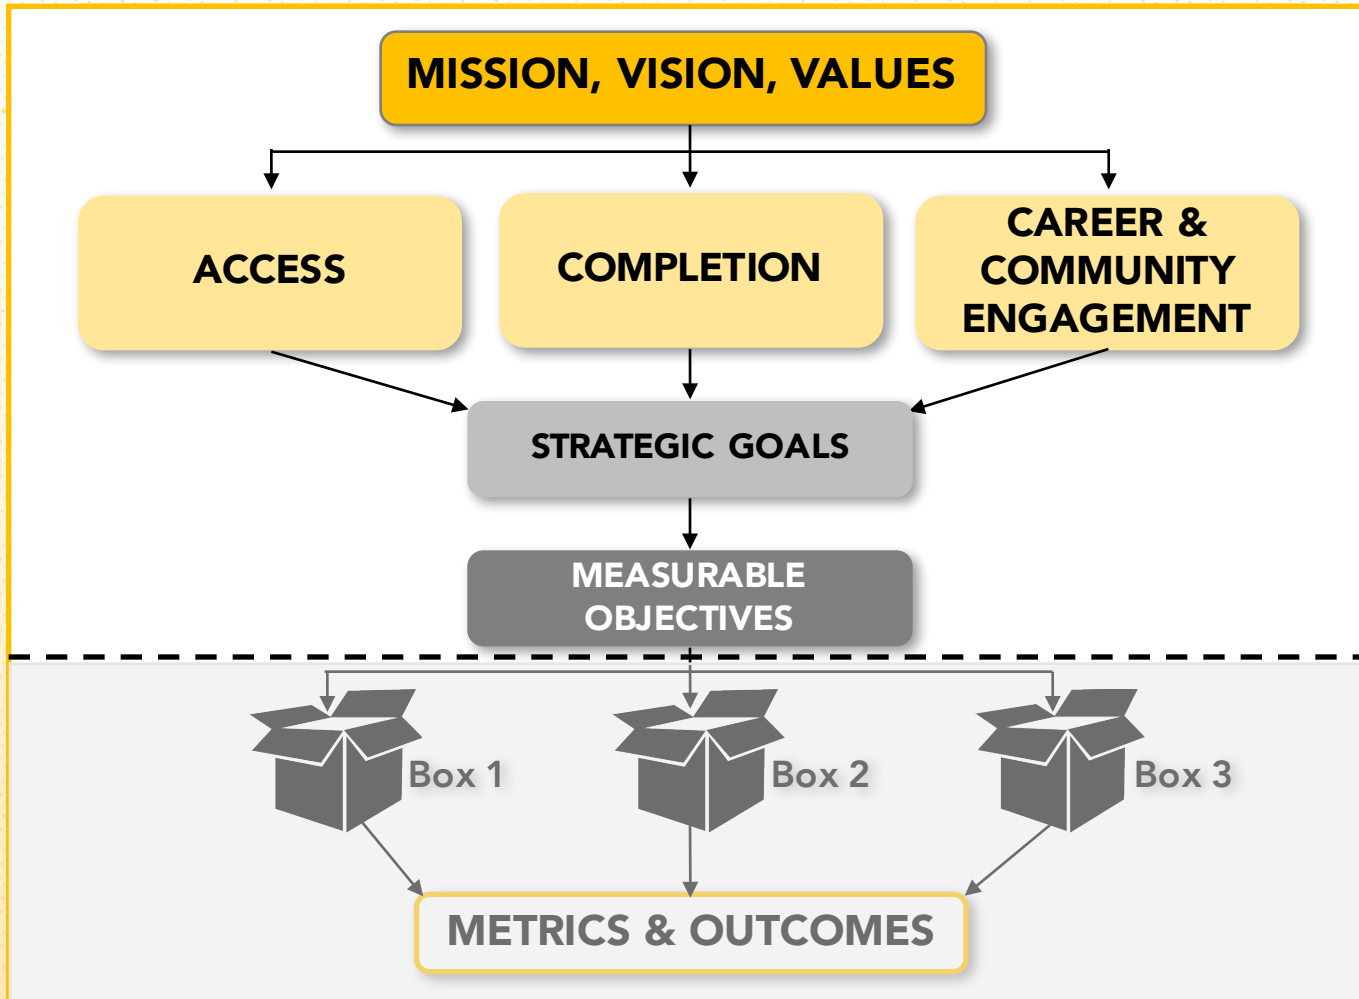 MISSION, VISION, VALUES
ACCESS
COMPLETION
CAREER &
COMMUNITY
ENGAGEMENT
STRATEGIC GOALS
MEASURABLE
OBJECTIVES
Box 1
Box 2
Box 3
METRICS & OUTCOMES